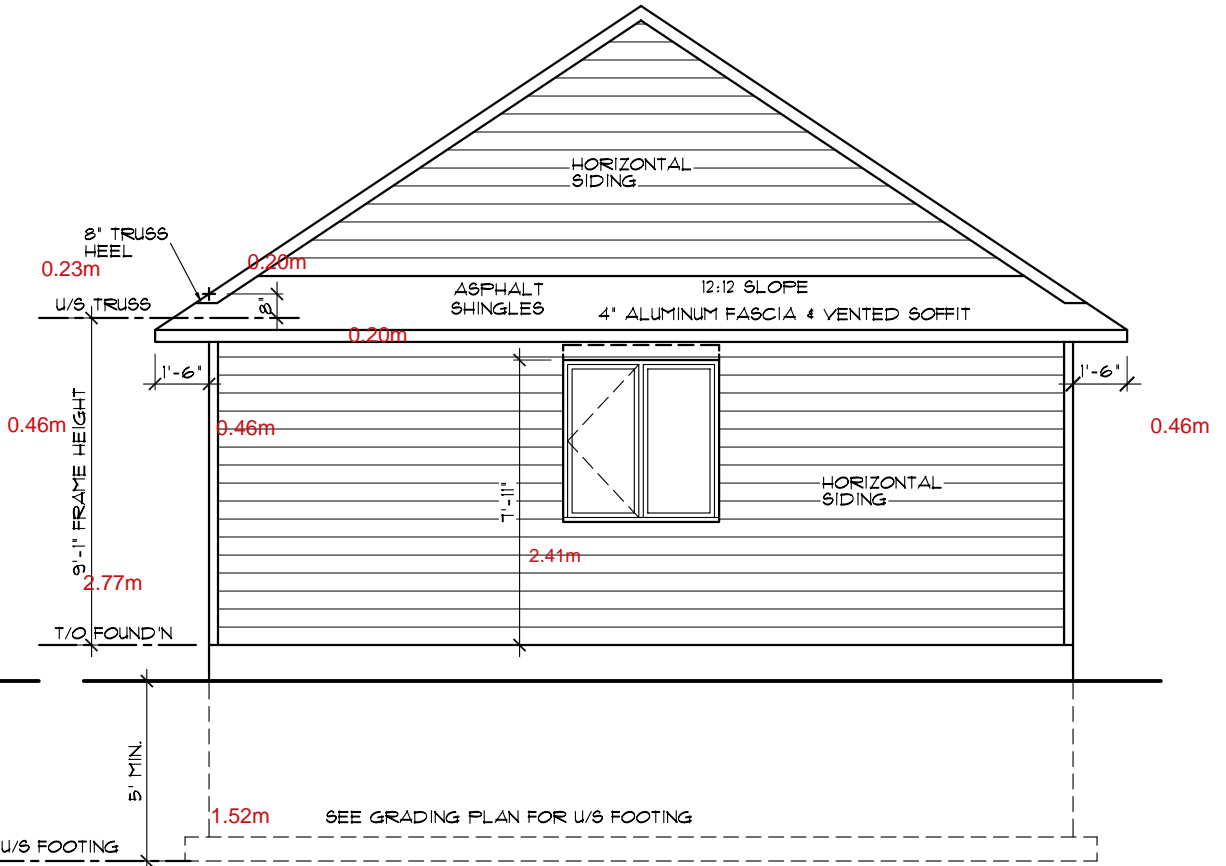 HORIZONTAL
SIDING
8" TRUSS
HEEL
0.23m
0.20m
U/S TRUSS
8"
ASPHALT
SHINGLES
12:12 SLOPE
4" ALUMINUM FASCIA & VENTED SOFFIT
0.20m
1'-6"
1'-6"
0.46m
0.46m
0.46m
9'-1" FRAME HEIGHT
7'-11"
HORIZONTAL
SIDING
2.41m
2.77m
T/O FOUND'N
5' MIN.
1.52m
SEE GRADING PLAN FOR U/S FOOTING
U/S FOOTING